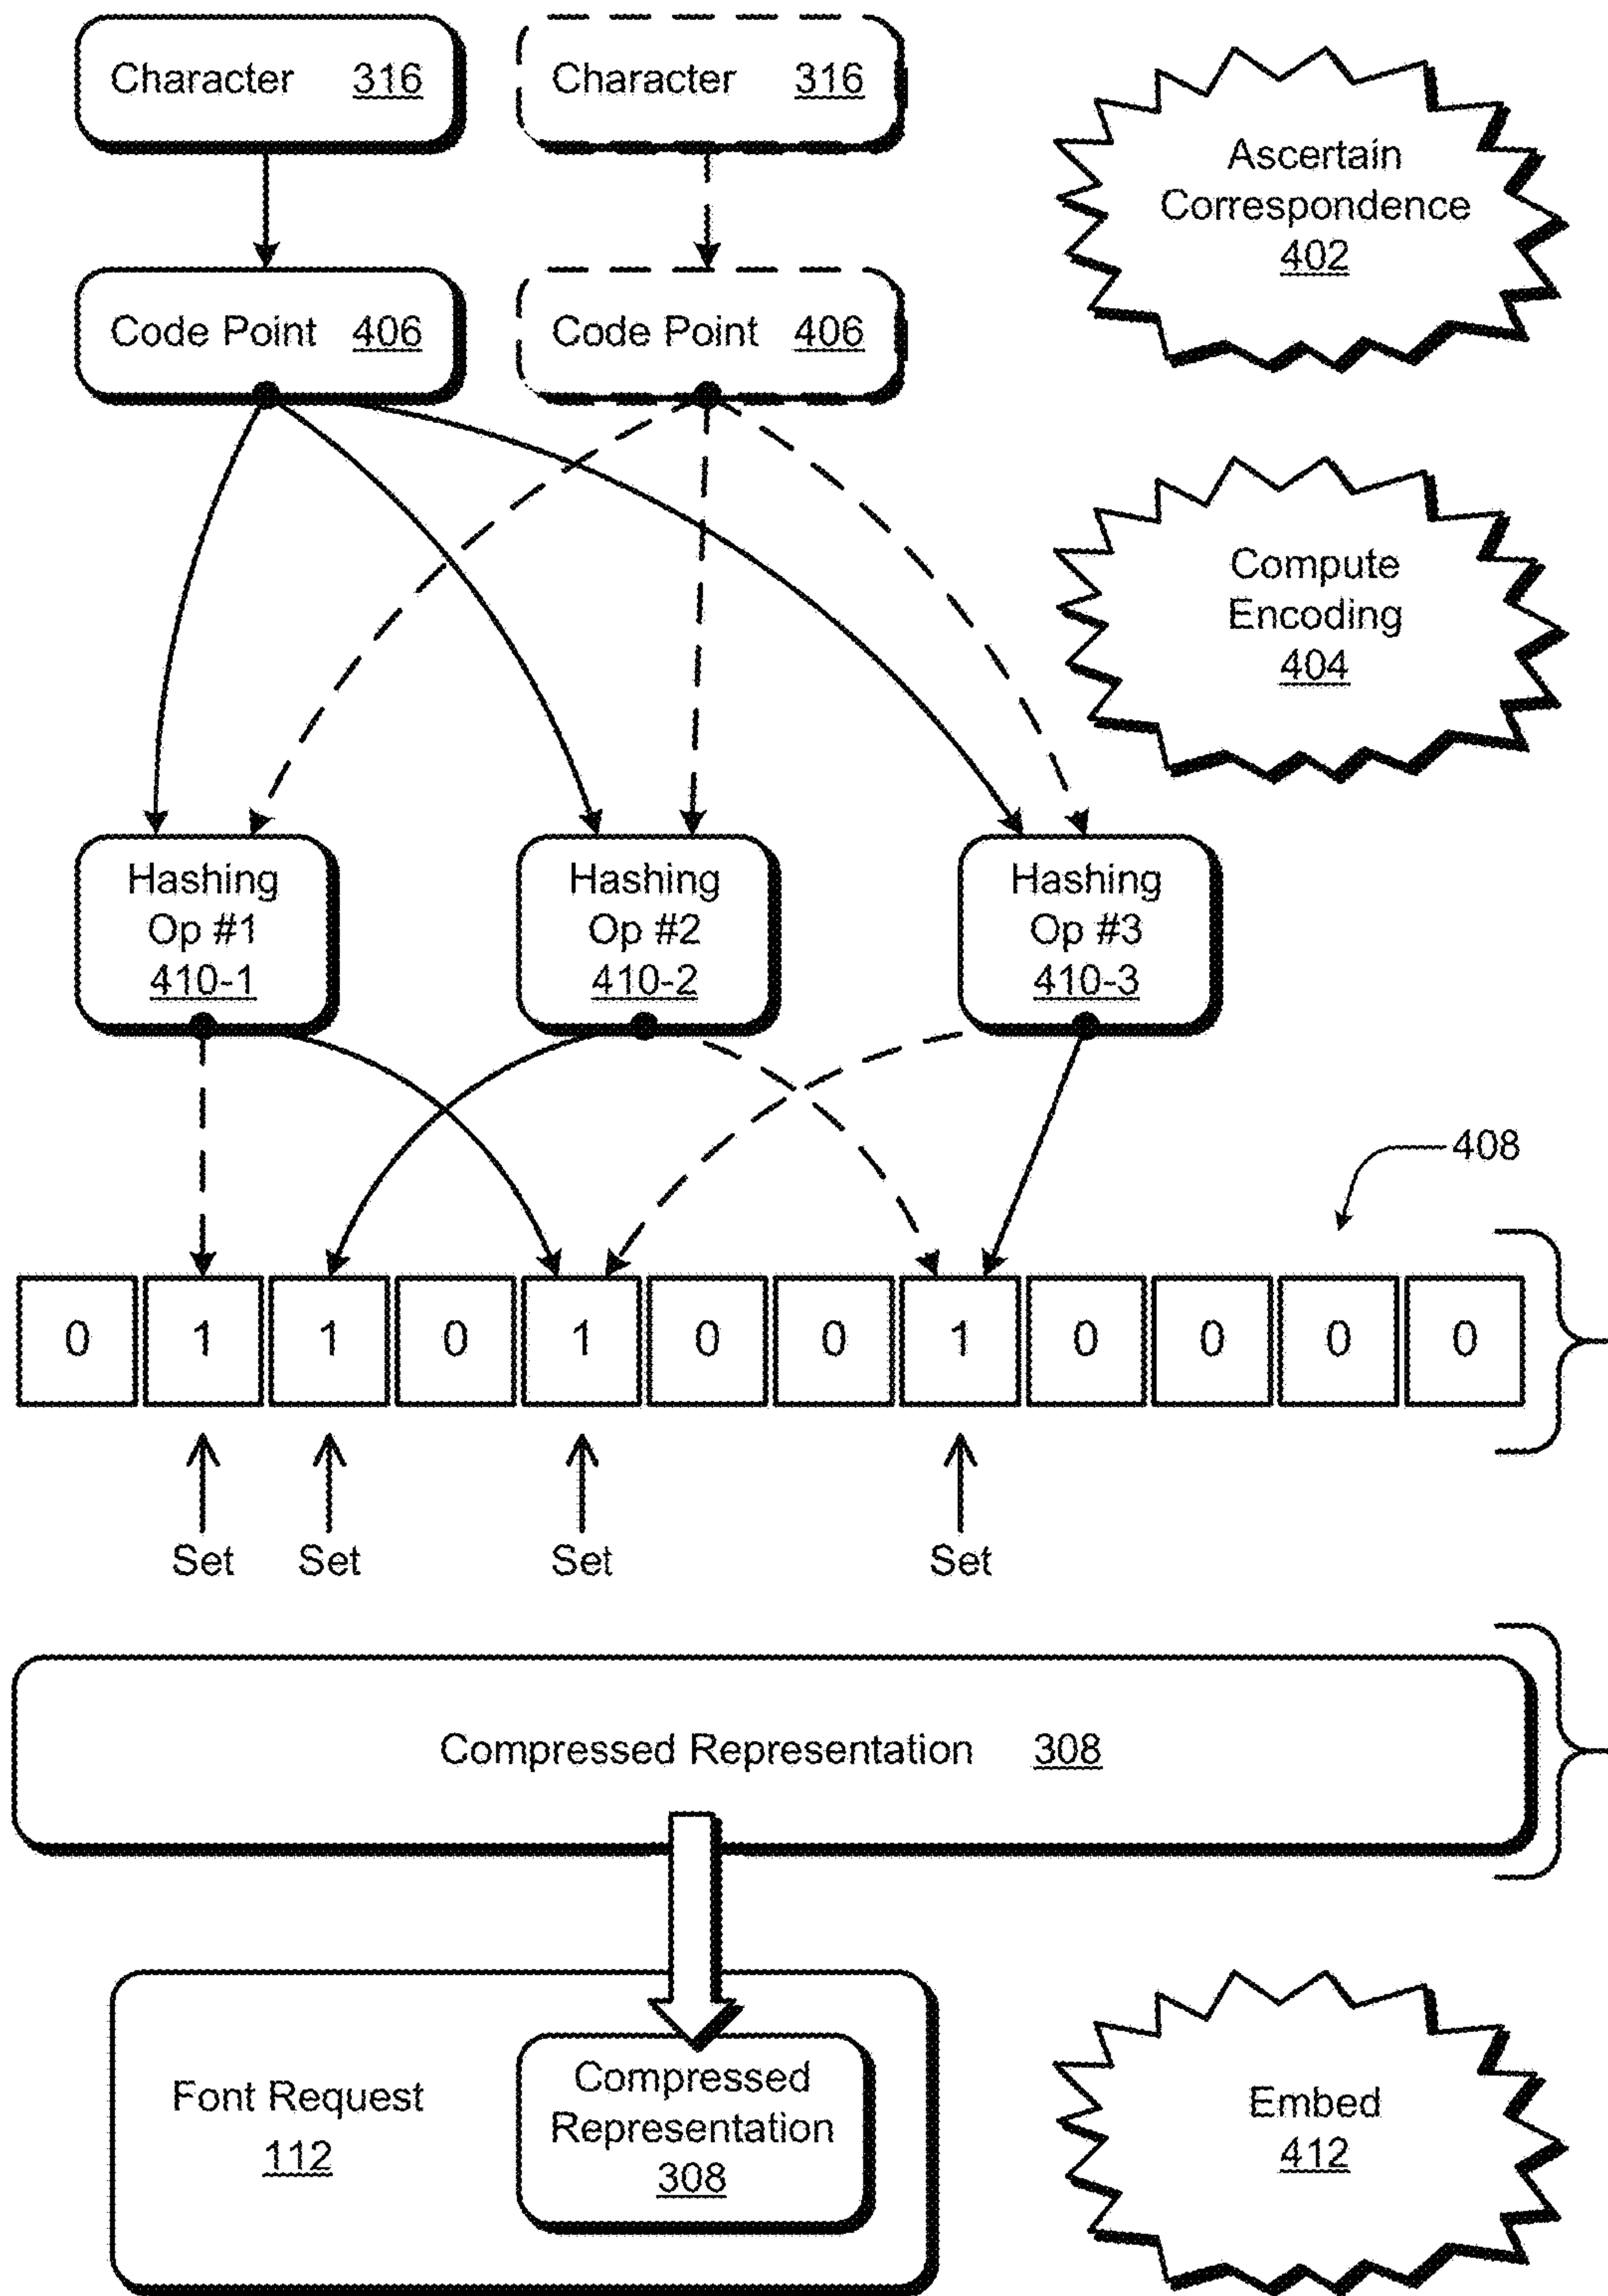 Character 316
Character 316
Ascertain
Correspondence
402
Code Point 406
Code Point 406
Compute
Encoding
404
Hashing
Op #1
410-1
Hashing
Op #2
410-2
Hashing
Op #3
410-3
408
0 1 1 0 1 0 0 1 0 0 0 0
Set Set Set Set
Compressed Representation 308
Font Request
112
Compressed
Representation
308
Embed
412